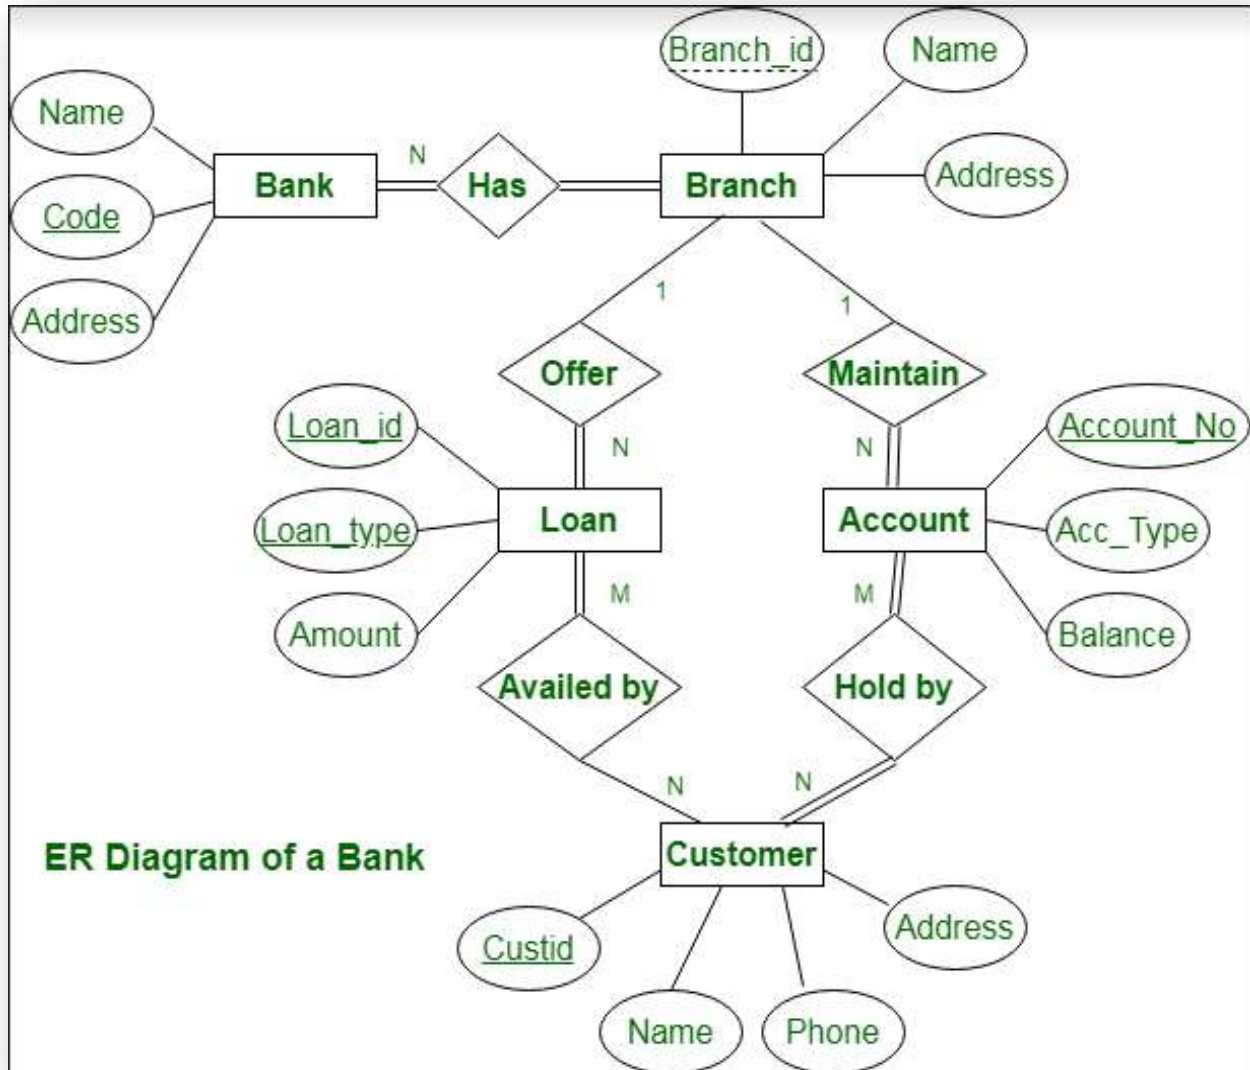 Branch_id
Name
Name
Bank
N
Has
Branch
Address
Code
Address
1
1
Offer
Maintain
Loan_id
N
N
Account_No
Loan_type
Loan
Account
Acc_Type
Amount
M
M
Balance
Availed by
Hold by
N
N
ER Diagram of a Bank
Customer
Custid
Address
Name
Phone